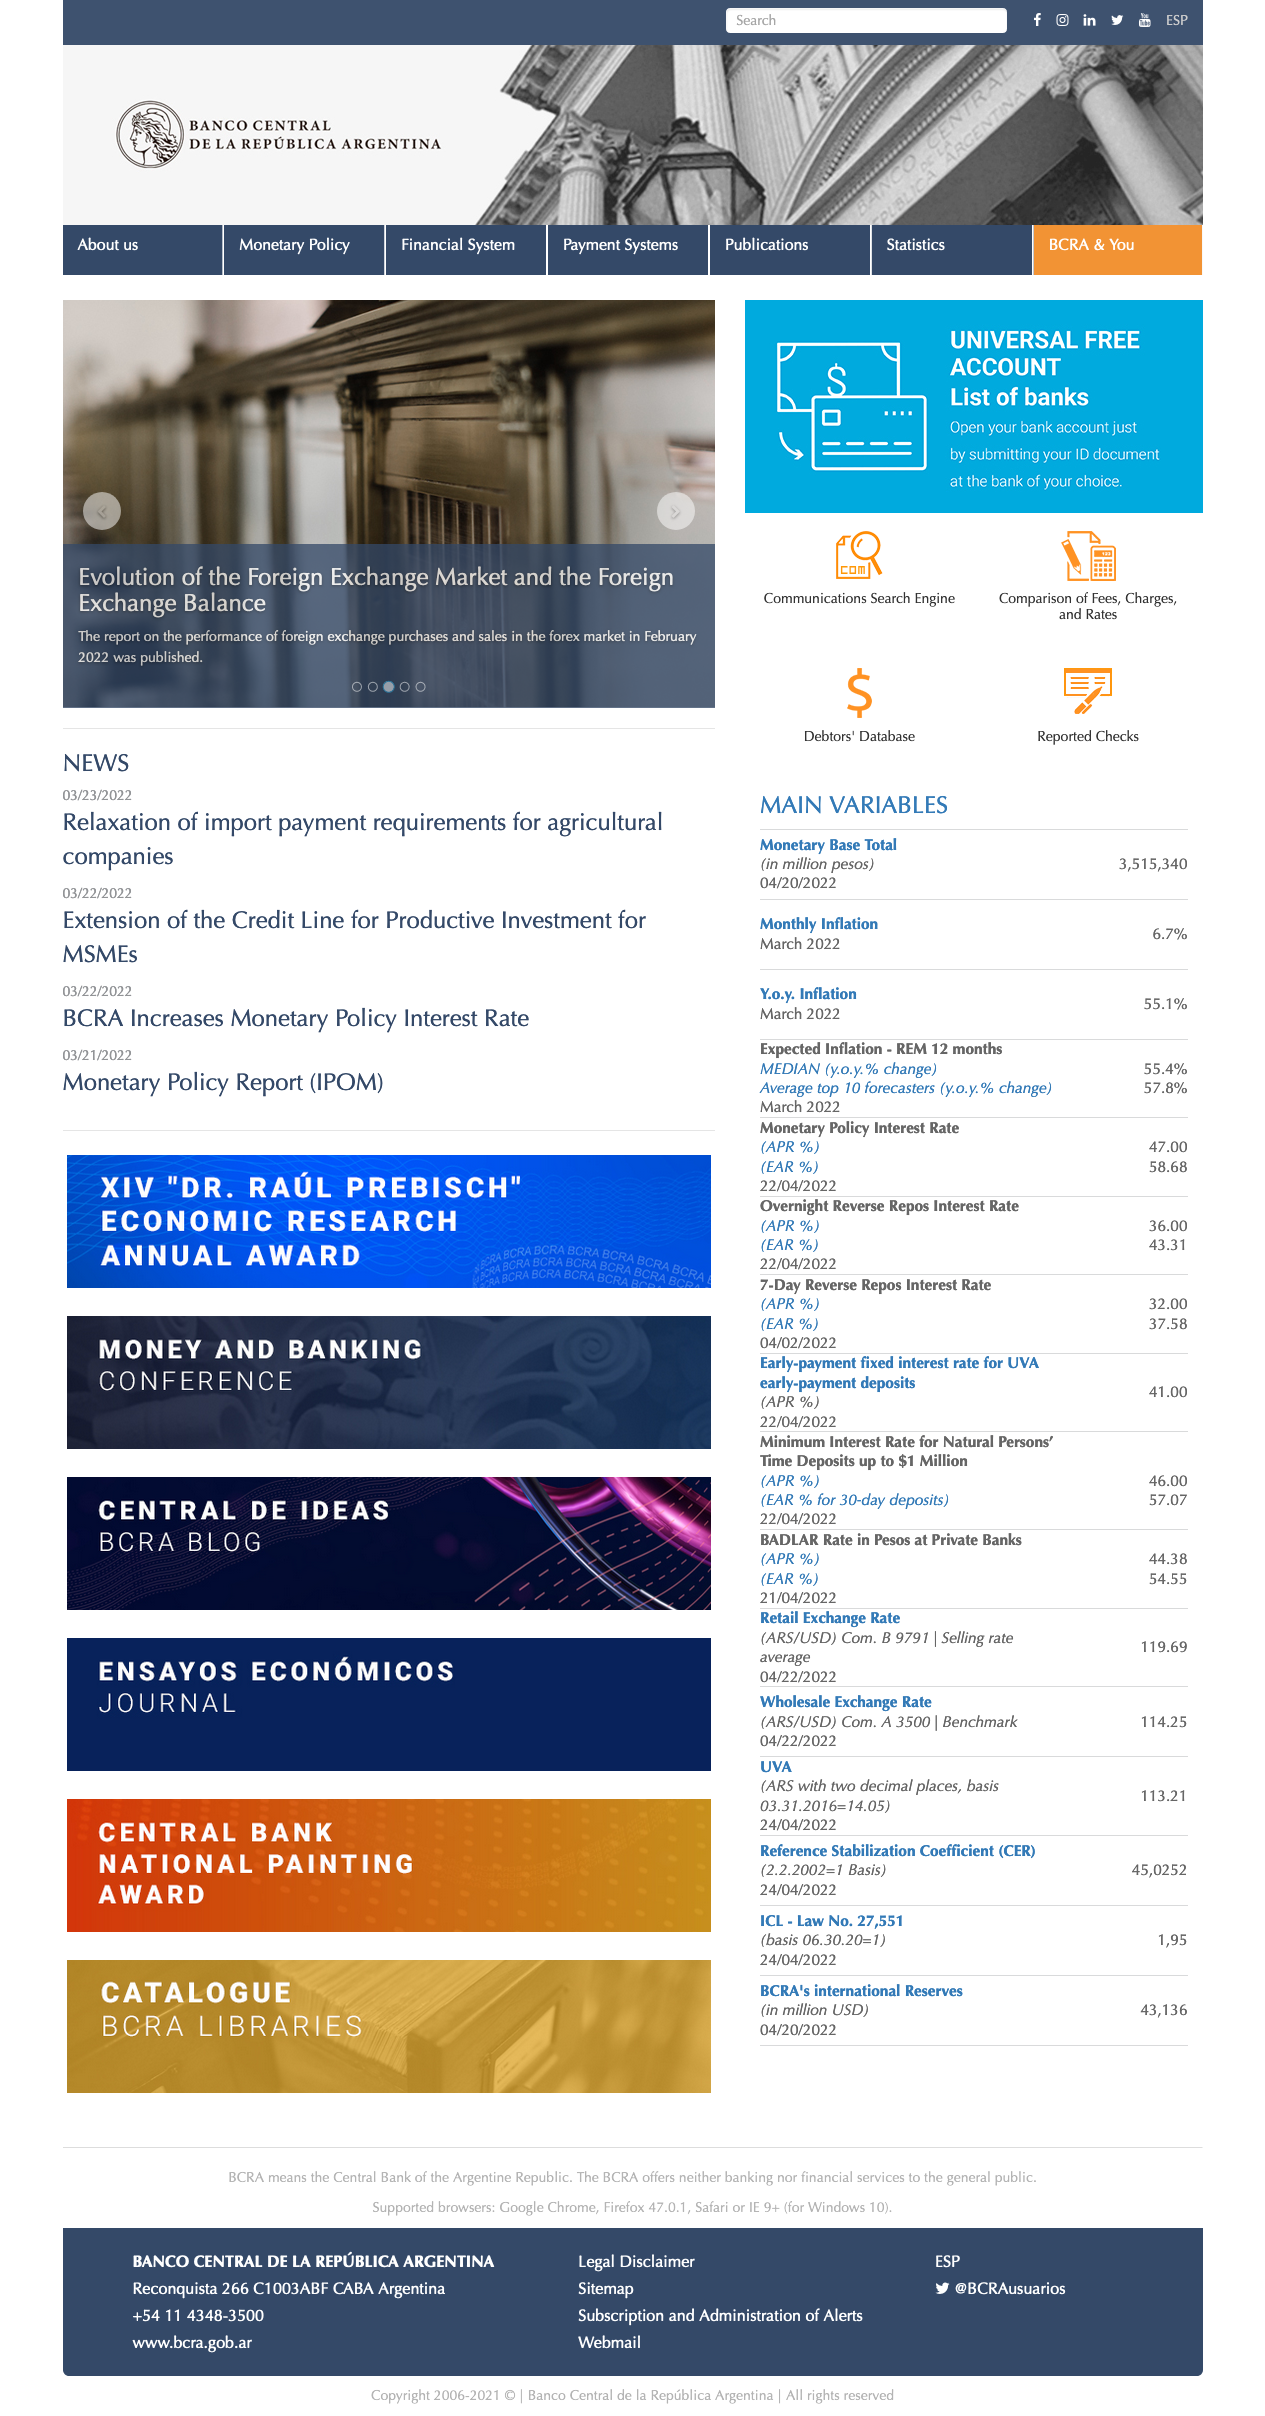 Search
ESP
BANCO CENTRAL
DE LA REPÚBLICA ARGENTINA
About us
Monetary Policy
Financial System
Payment Systems
Publications
Statistics
BCRA & You
Evolution of the Foreign Exchange Market and the Foreign
Exchange Balance
The report on the performance of foreign exchange purchases and sales in the forex market in February
2022 was published.
UNIVERSAL FREE
ACCOUNT
List of banks
Open your bank account just
by submitting your ID document
at the bank of your choice.
Communications Search Engine
Comparison of Fees, Charges,
and Rates
Debtors' Database
Reported Checks
NEWS
03/23/2022
Relaxation of import payment requirements for agricultural
companies
03/22/2022
Extension of the Credit Line for Productive Investment for
MSMEs
03/22/2022
BCRA Increases Monetary Policy Interest Rate
03/21/2022
Monetary Policy Report (IPOM)
XIV "DR. RAÚL PREBISCH"
ECONOMIC RESEARCH
ANNUAL AWARD
MONEY AND BANKING
CONFERENCE
CENTRAL DE IDEAS
BCRA BLOG
ENSAYOS ECONÓMICOS
JOURNAL
CENTRAL BANK
NATIONAL PAINTING
AWARD
CATALOGUE
BCRA LIBRARIES
MAIN VARIABLES
Monetary Base Total
(in million pesos) 3,515,340
04/20/2022
Monthly Inflation
March 2022 6.7%
Y.o.y. Inflation
March 2022 55.1%
Expected Inflation - REM 12 months
MEDIAN (y.o.y.% change) 55.4%
Average top 10 forecasters (y.o.y.% change) 57.8%
March 2022
Monetary Policy Interest Rate
(APR %) 47.00
(EAR %) 58.68
22/04/2022
Overnight Reverse Repos Interest Rate
(APR %) 36.00
(EAR %) 43.31
22/04/2022
7-Day Reverse Repos Interest Rate
(APR %) 32.00
(EAR %) 37.58
04/02/2022
Early-payment fixed interest rate for UVA
early-payment deposits 41.00
(APR %)
22/04/2022
Minimum Interest Rate for Natural Persons’
Time Deposits up to $1 Million
(APR %) 46.00
(EAR % for 30-day deposits) 57.07
22/04/2022
BADLAR Rate in Pesos at Private Banks
(APR %) 44.38
(EAR %) 54.55
21/04/2022
Retail Exchange Rate
(ARS/USD) Com. B 9791 | Selling rate
average 119.69
04/22/2022
Wholesale Exchange Rate
(ARS/USD) Com. A 3500 | Benchmark 114.25
04/22/2022
UVA
(ARS with two decimal places, basis
03.31.2016=14.05) 113.21
24/04/2022
Reference Stabilization Coefficient (CER)
(2.2.2002=1 Basis) 45,0252
24/04/2022
ICL - Law No. 27,551
(basis 06.30.20=1) 1,95
24/04/2022
BCRA's international Reserves
(in million USD) 43,136
04/20/2022
BCRA means the Central Bank of the Argentine Republic. The BCRA offers neither banking nor financial services to the general public.
Supported browsers: Google Chrome, Firefox 47.0.1, Safari or IE 9+ (for Windows 10).
BANCO CENTRAL DE LA REPÚBLICA ARGENTINA
Reconquista 266 C1003ABF CABA Argentina
+54 11 4348-3500
www.bcra.gob.ar
Legal Disclaimer
Sitemap
Subscription and Administration of Alerts
Webmail
ESP
@BCRAusuarios
Copyright 2006-2021 © | Banco Central de la República Argentina | All rights reserved